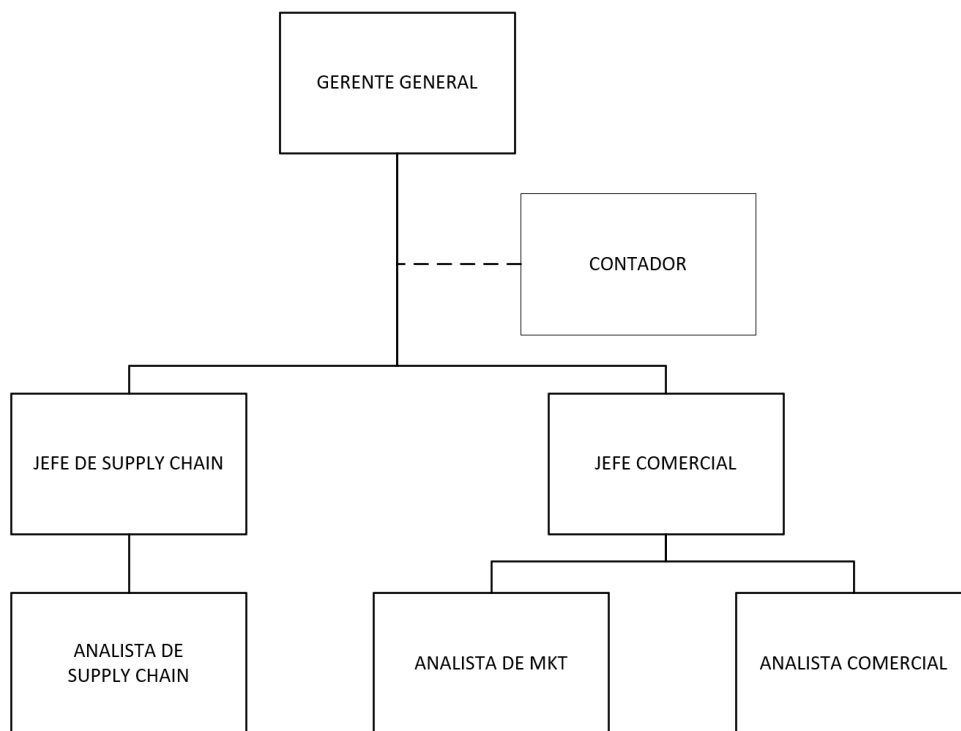 GERENTE GENERAL
CONTADOR
JEFE DE SUPPLY CHAIN
JEFE COMERCIAL
ANALISTA DE
SUPPLY CHAIN
ANALISTA DE MKT
ANALISTA COMERCIAL